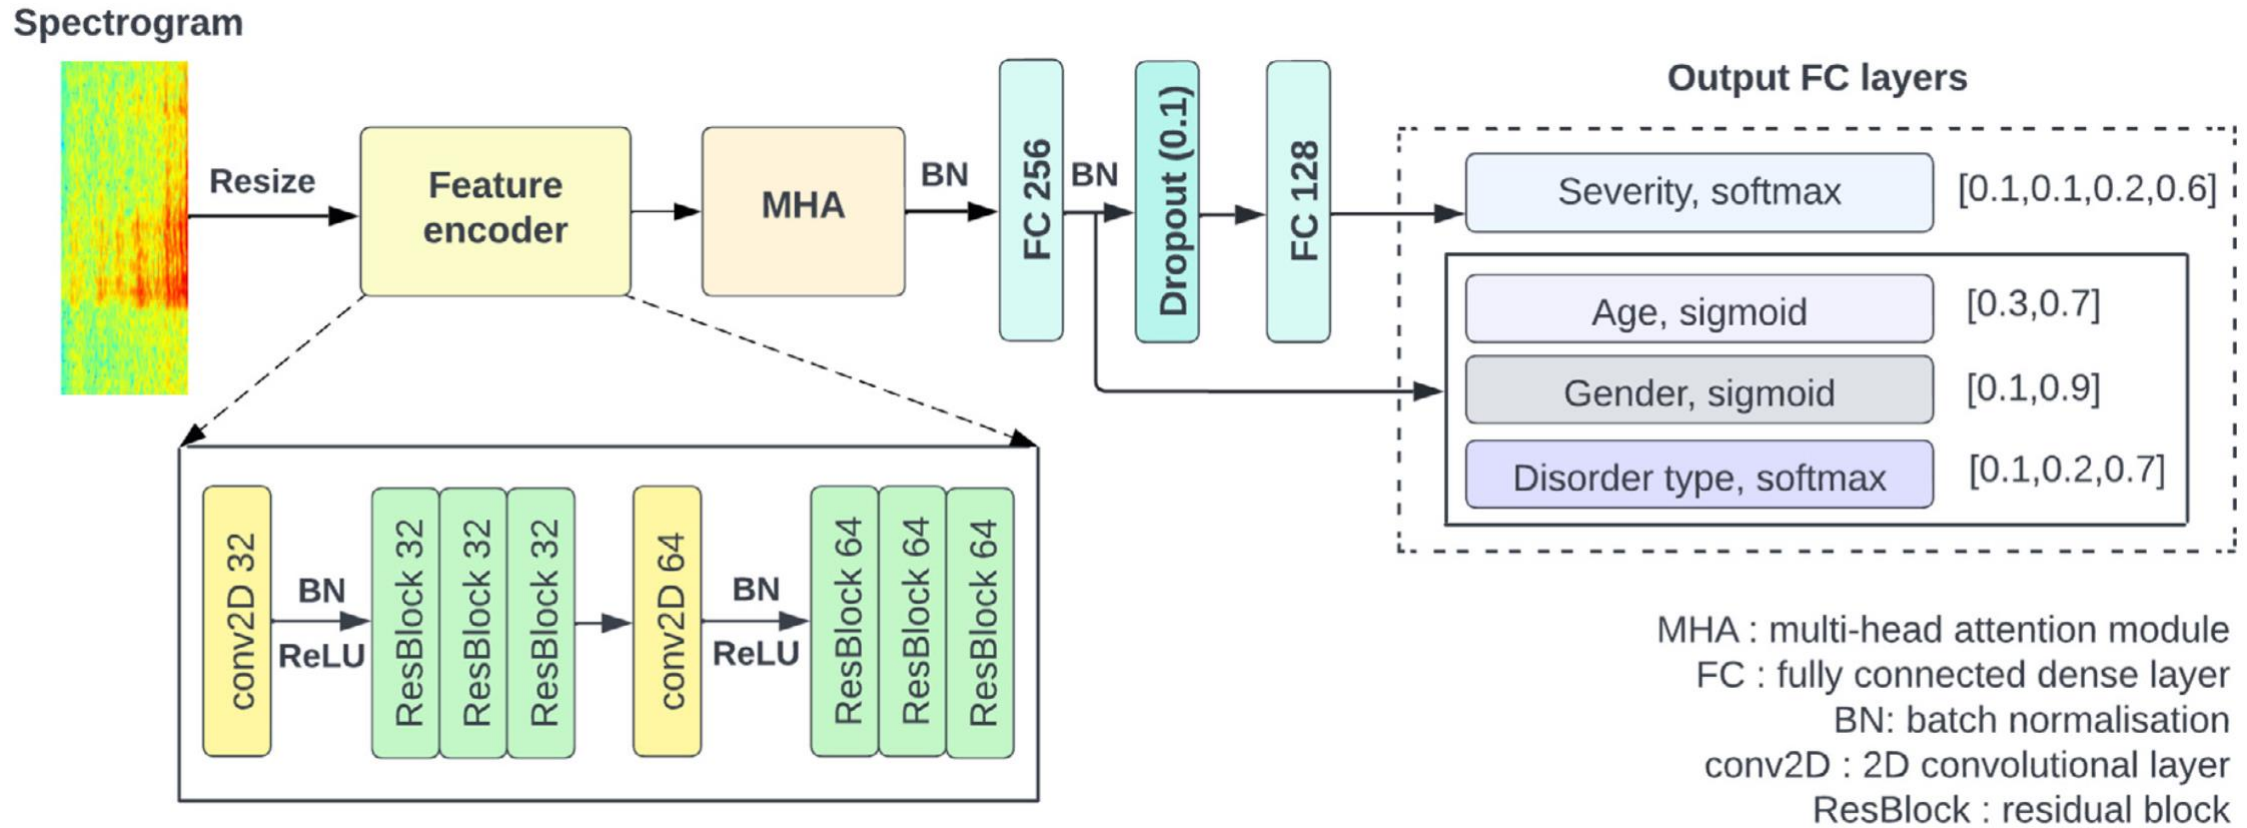 Spectrogram
Resize
Feature
encoder
MHA
BN
FC 256
BN
Dropout (0.1)
FC 128
Output FC layers
Severity, softmax
[0.1,0.1,0.2,0.6]
Age, sigmoid
[0.3,0.7]
Gender, sigmoid
[0.1,0.9]
Disorder type, softmax
[0.1,0.2,0.7]
conv2D 32
BN
ReLU
ResBlock 32
ResBlock 32
ResBlock 32
conv2D 64
BN
ReLU
ResBlock 64
ResBlock 64
ResBlock 64
MHA : multi-head attention module
FC : fully connected dense layer
BN: batch normalisation
conv2D : 2D convolutional layer
ResBlock : residual block